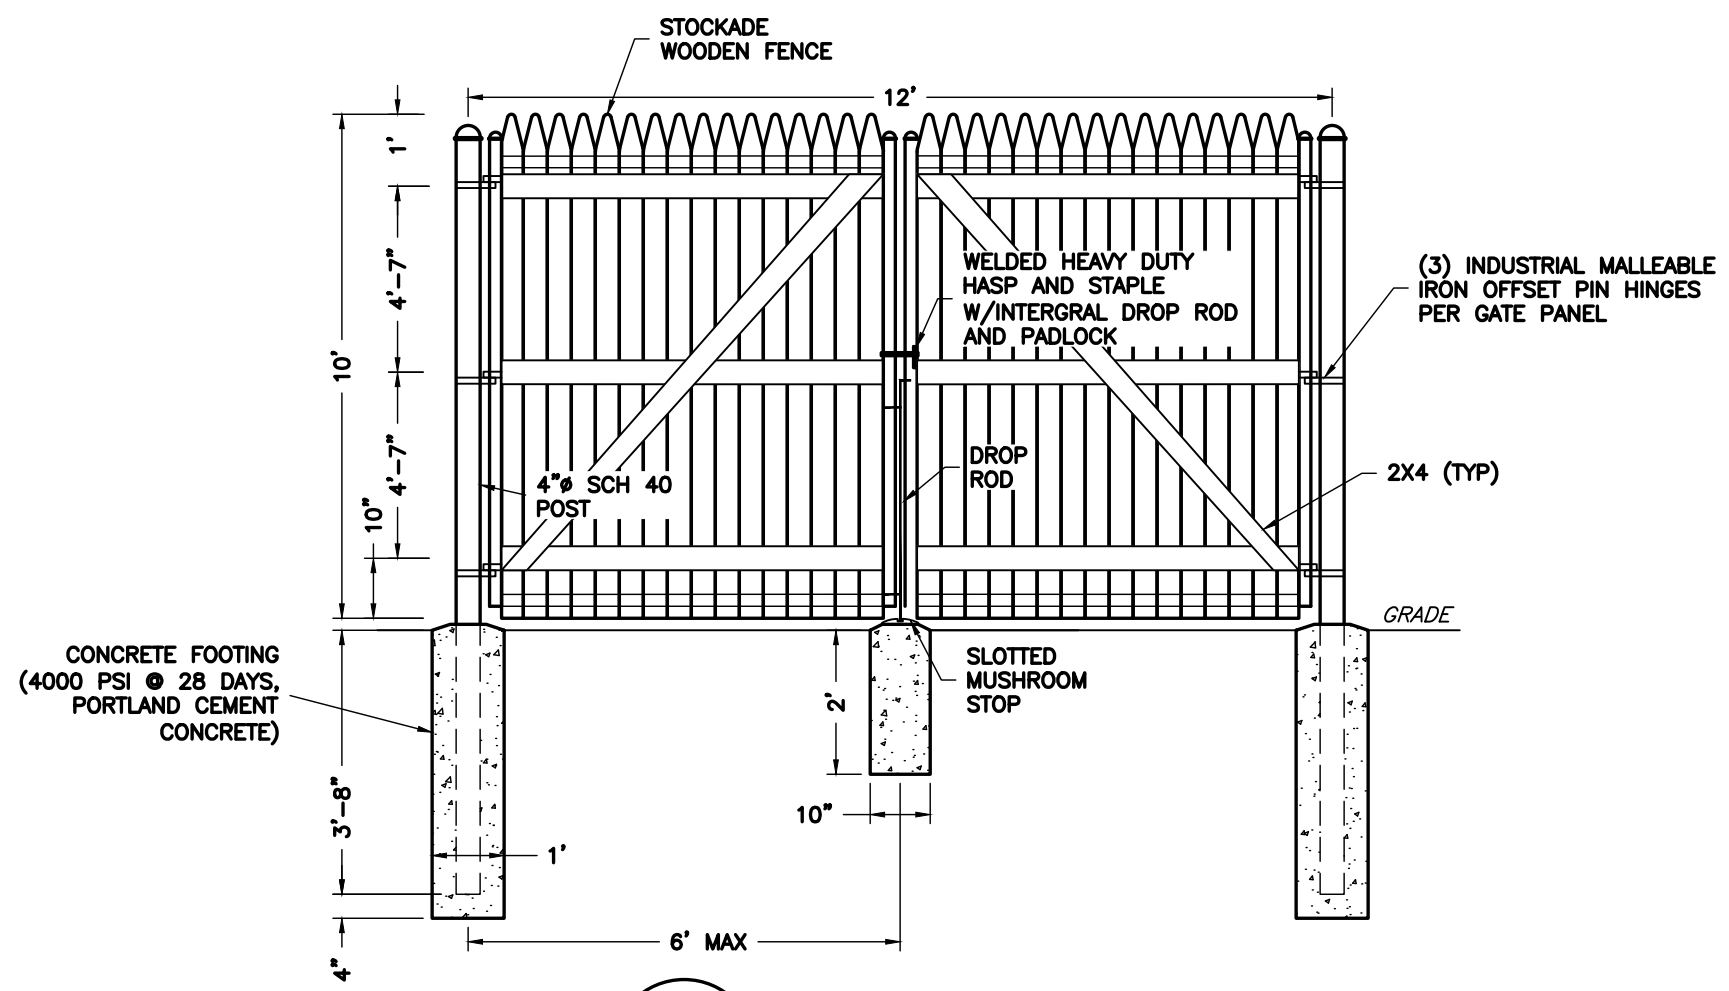 STOCKADE
WOODEN FENCE
12'
1'
4'-7"
10'
4'-7"
10"
WELDED HEAVY DUTY
HASP AND STAPLE
W/INTERGRAL DROP ROD
AND PADLOCK
(3) INDUSTRIAL MALLEABLE
IRON OFFSET PIN HINGES
PER GATE PANEL
4"ø SCH 40
POST
DROP
ROD
2X4 (TYP)
GRADE
CONCRETE FOOTING
(4000 PSI @ 28 DAYS,
PORTLAND CEMENT
CONCRETE)
SLOTTED
MUSHROOM
STOP
2'
10"
3'-8"
1'
6' MAX
4"